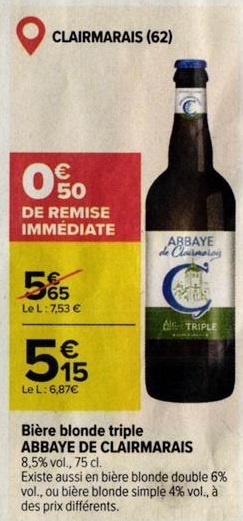 CLAIRMARAIS (62)
0€50
DE REMISE
IMMÉDIATE
5€65
Le L : 7,53 €
5€15
Le L : 6,87€
ABBAYE
de Clairmarais
C
TRIPLE
Bière blonde triple
ABBAYE DE CLAIRMARAIS
8,5% vol., 75 cl.
Existe aussi en bière blonde double 6%
vol., ou bière blonde simple 4% vol., à
des prix différents.